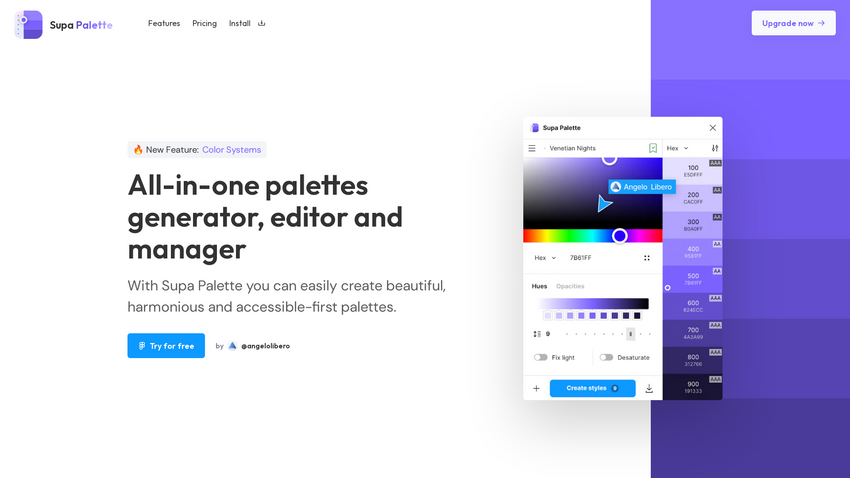 Supa Palette
Features
Pricing
Install
Upgrade now
🔥 New Feature: Color Systems
All-in-one palettes
generator, editor and
manager
With Supa Palette you can easily create beautiful,
harmonious and accessible-first palettes.
Try for free
by @angelolibero
Supa Palette
Venetian Nights
Hex
Angelo Libero
Hex 7B61FF
Hues Opacities
9
Fix light
Desaturate
Create styles 9
AAA
100
E5DFFF
AA
200
CAC0FF
AA
300
B0A0FF
AA
400
9581FF
AA
500
7B61FF
AAA
600
624ECC
AAA
700
4A3A99
AAA
800
312766
AAA
900
191333